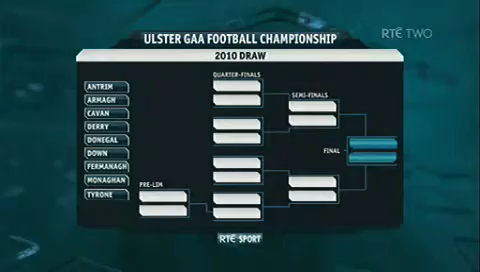 RTÉ TWO
ULSTER GAA FOOTBALL CHAMPIONSHIP
2010 DRAW
QUARTER-FINALS
SEMI-FINALS
ANTRIM
ARMAGH
CAVAN
DERRY
DONEGAL
DOWN
FERMANAGH
MONAGHAN
TYRONE
FINAL
PRE-LIM
RTÉ SPORT